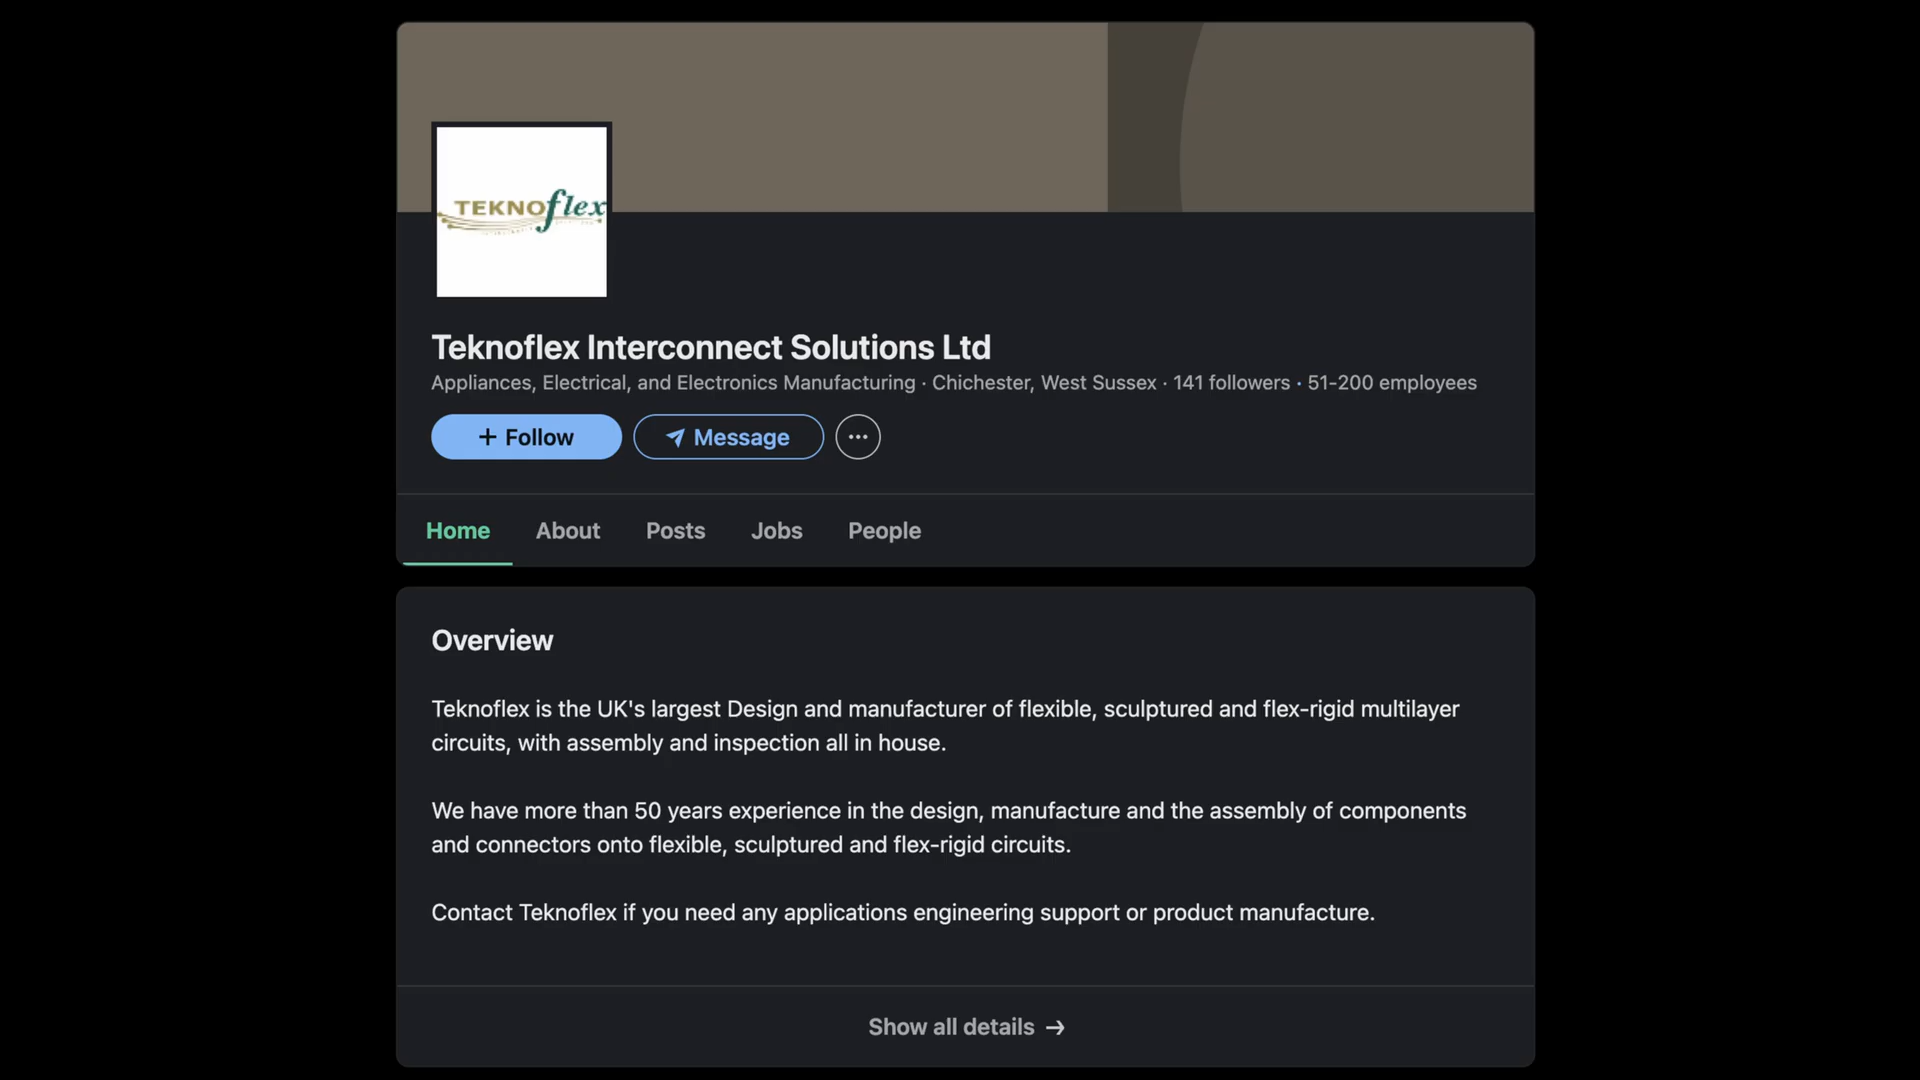 TEKNOflex
Teknoflex Interconnect Solutions Ltd
Appliances, Electrical, and Electronics Manufacturing · Chichester, West Sussex · 141 followers · 51-200 employees
+ Follow
Message
Home
About
Posts
Jobs
People
Overview
Teknoflex is the UK's largest Design and manufacturer of flexible, sculptured and flex-rigid multilayer
circuits, with assembly and inspection all in house.
We have more than 50 years experience in the design, manufacture and the assembly of components
and connectors onto flexible, sculptured and flex-rigid circuits.
Contact Teknoflex if you need any applications engineering support or product manufacture.
Show all details →